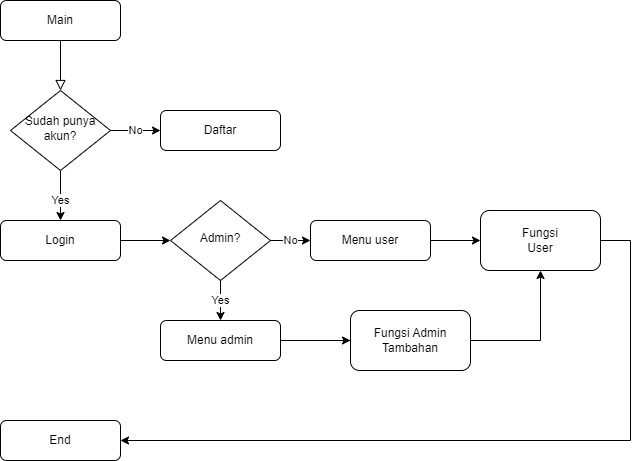 Main
Sudah punya
akun?
No
Daftar
Yes
Login
Admin?
No
Menu user
Fungsi
User
Yes
Menu admin
Fungsi Admin
Tambahan
End